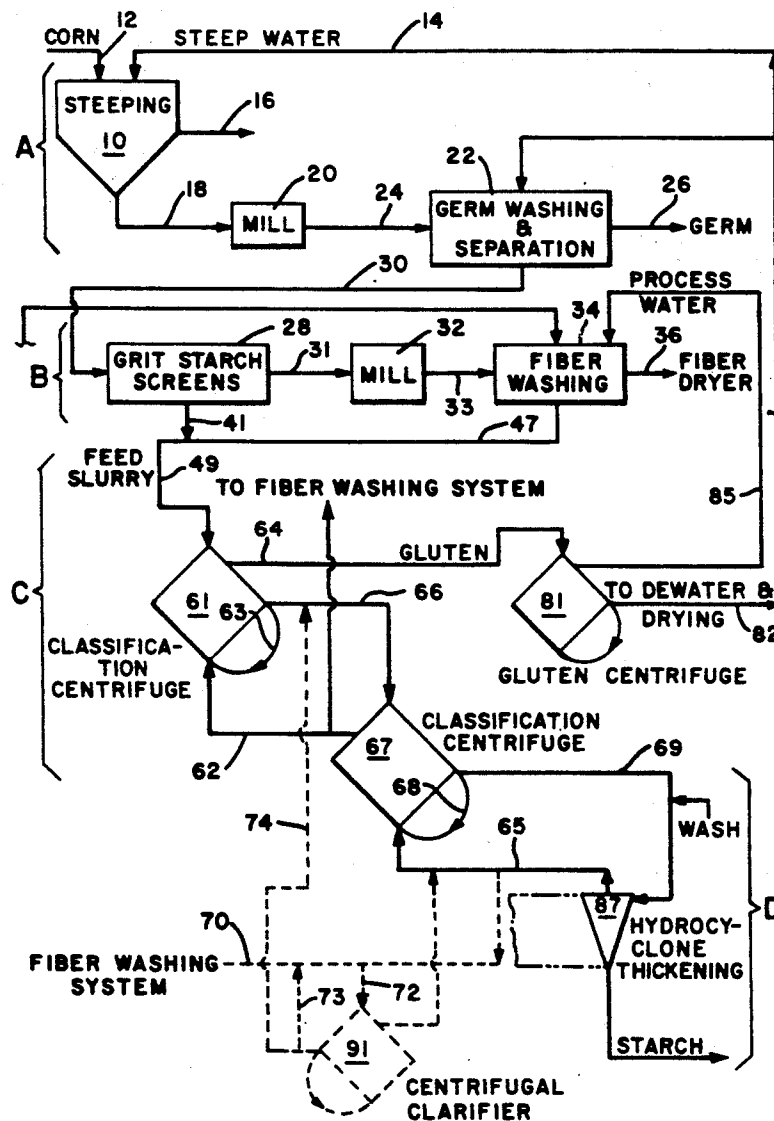 CORN 12 STEEP WATER 14
A STEEPING 10 16
18 20 MILL 24
22 GERM WASHING
&
SEPARATION
26 GERM
30
PROCESS
WATER
B 28 GRIT STARCH
SCREENS
31 32 MILL 33
34 FIBER
WASHING
36 FIBER
DRYER
41 47
FEED
SLURRY 49
TO FIBER WASHING SYSTEM
85
C 64 GLUTEN
61 63 66
CLASSIFICA-
TION
CENTRIFUGE
81 TO DEWATER &
DRYING
82
GLUTEN CENTRIFUGE
62
67 68 CLASSIFICATION
CENTRIFUGE
69
74
65 WASH
D 87 HYDROCY-
CLONE
THICKENING
70
FIBER WASHING
SYSTEM
73 72
91
STARCH
CENTRIFUGAL
CLARIFIER